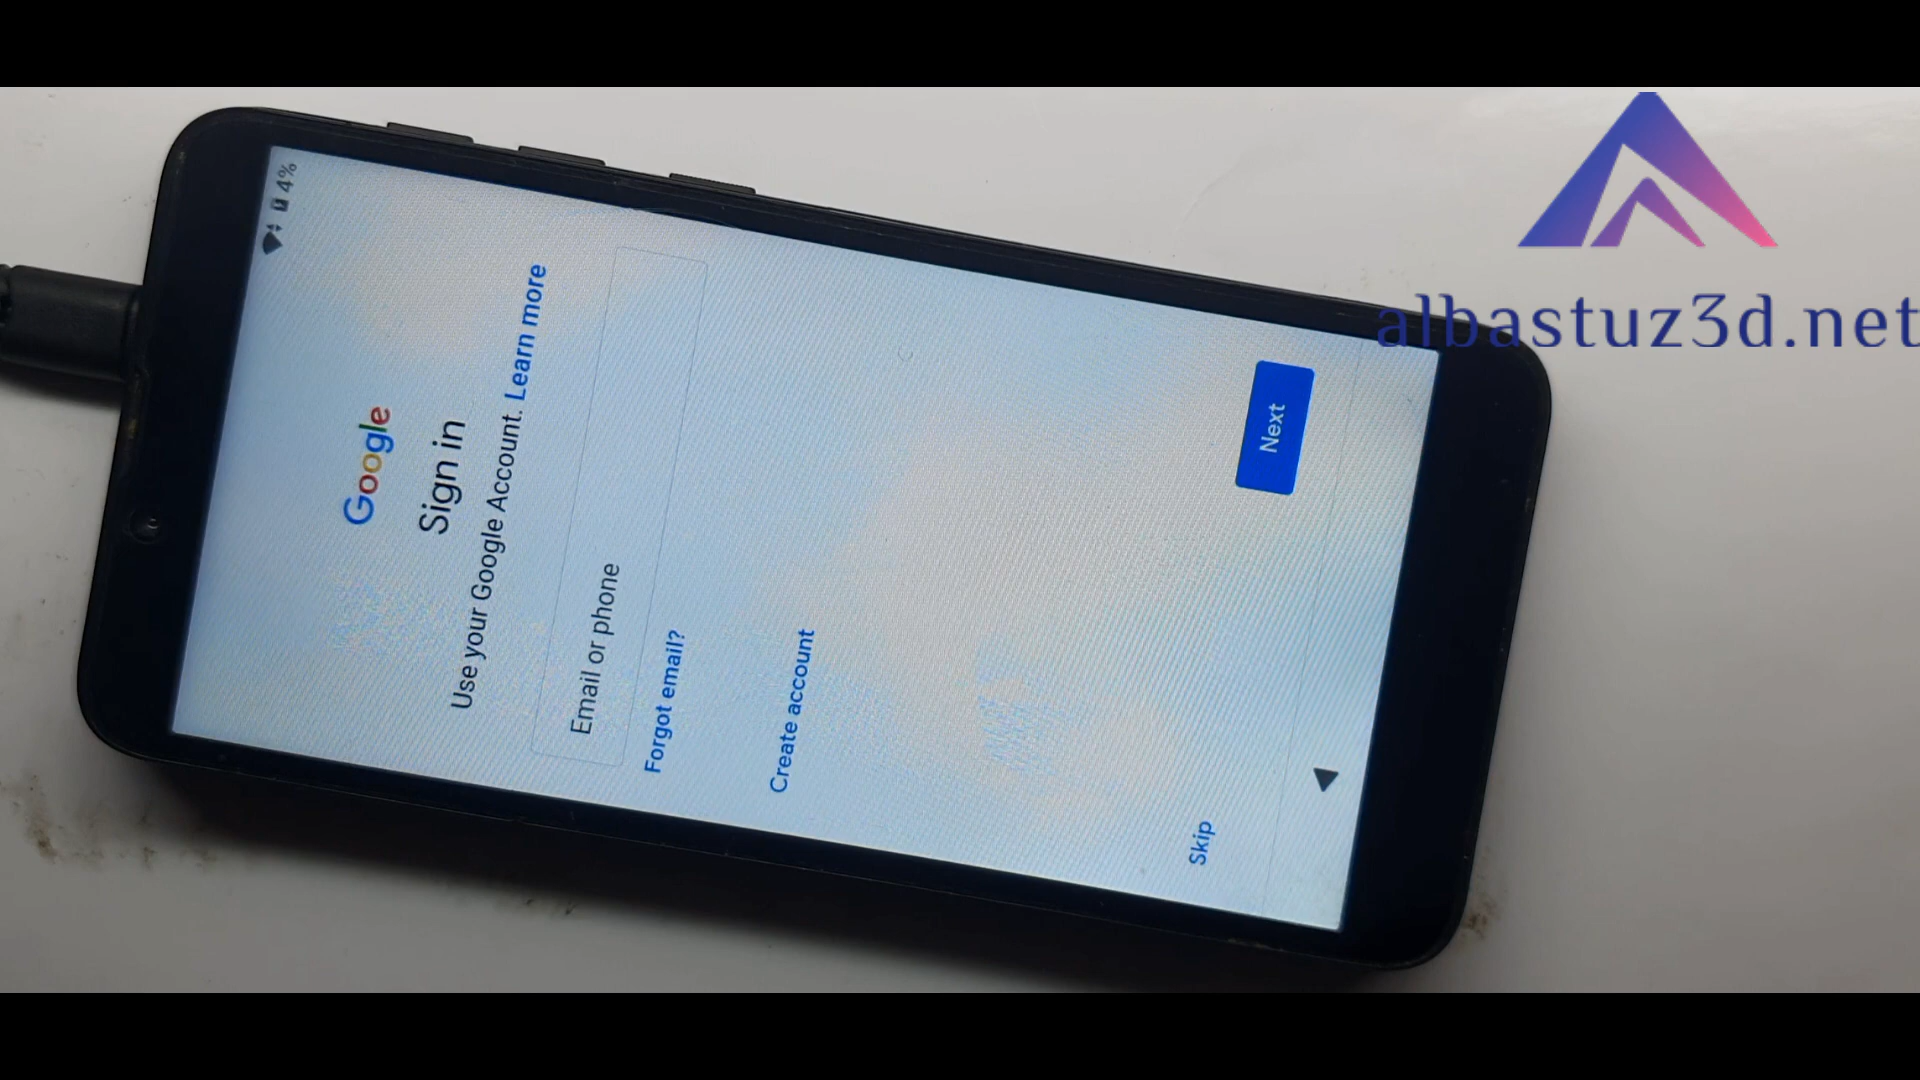 4%
Google
Sign in
Use your Google Account. Learn more
Email or phone
Forgot email?
Create account
Skip
Next
albastuz3d.net